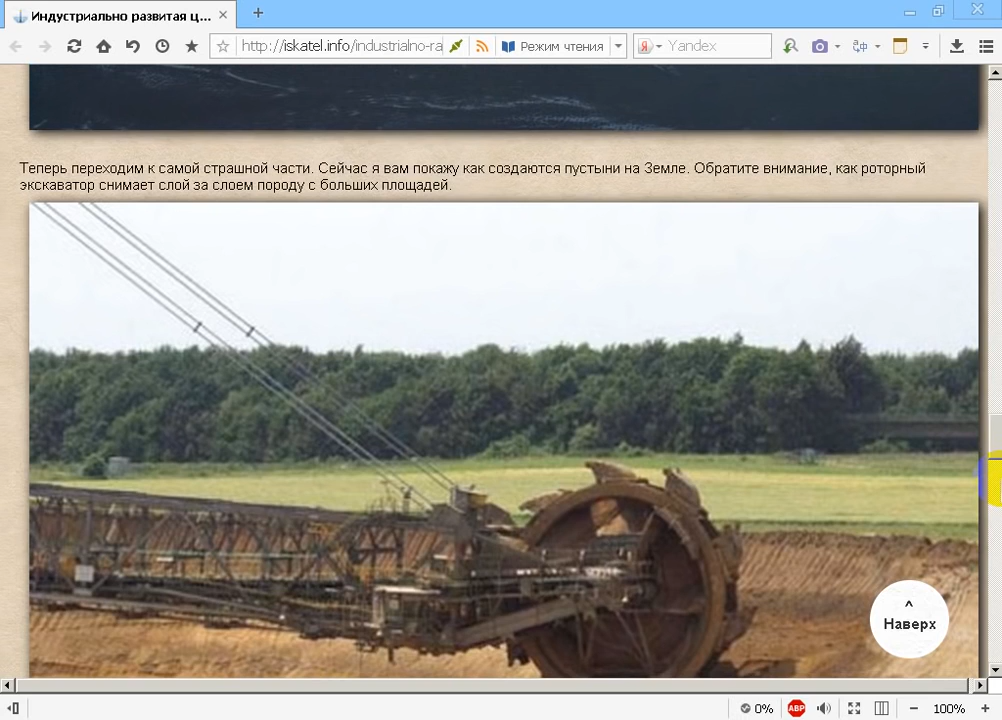 Индустриально развитая ц...
http://iskatel.info/industrialno-ra
Режим чтения
Я
Yandex
аф
Теперь переходим к самой страшной части. Сейчас я вам покажу как создаются пустыни на Земле. Обратите внимание, как роторный
экскаватор снимает слой за слоем породу с больших площадей.
^
Наверх
0%
ABP
100%